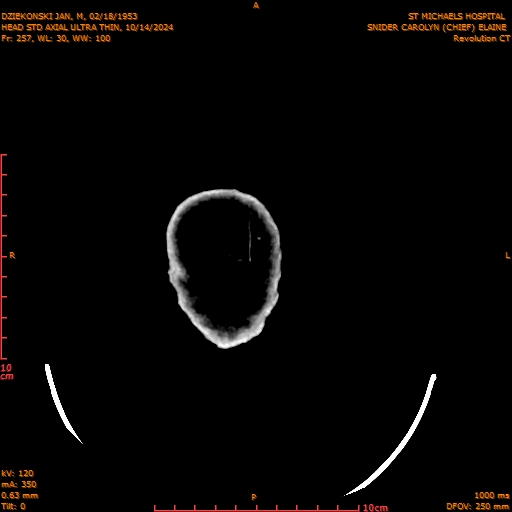 A
DZIEKONSKI JAN, M, 02/18/1953
HEAD STD AXIAL ULTRA THIN, 10/14/2024
Fr: 257, WL: 30, WW: 100
ST MICHAELS HOSPITAL
SNIDER CAROLYN (CHIEF) ELAINE
Revolution CT
R
L
10
cm
kV: 120
mA: 350
0.63 mm
Tilt: 0
P
10cm
1000 ms
DFOV: 250 mm